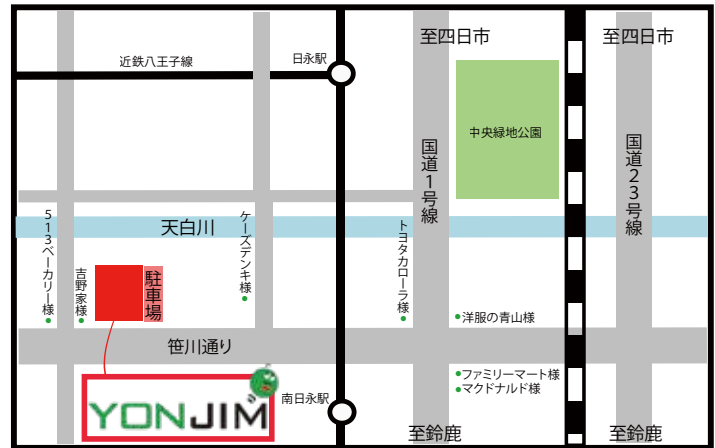 至四日市
至四日市
近鉄八王子線
日永駅
中央緑地公園
国道1号線
国道23号線
天白川
513ベーカリー様
吉野家様
駐車場
ケーズデンキ様
トヨタカローラ様
洋服の青山様
笹川通り
ファミリーマート様
マクドナルド様
YONJIM
南日永駅
至鈴鹿
至鈴鹿